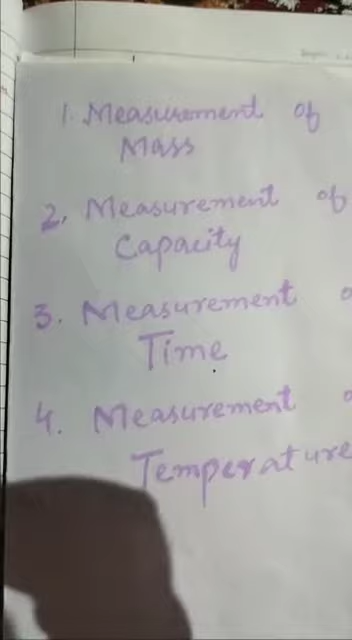 1. Measurement of
Mass
2. Measurement of
Capacity
3. Measurement
Time
4. Measurement
Temperature